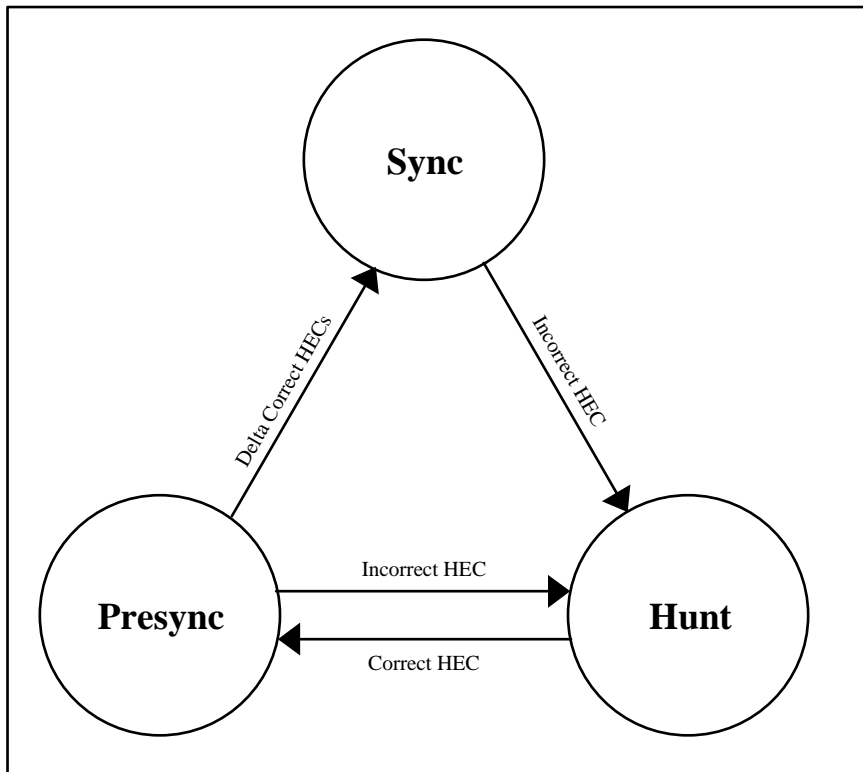 Sync
Delta Correct HECs
Incorrect HEC
Incorrect HEC
Presync
Hunt
Correct HEC